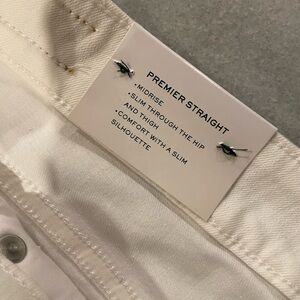 PREMIER STRAIGHT
• MIDRISE
• SLIM THROUGH THE HIP
AND THIGH
• COMFORT WITH A SLIM
SILHOUETTE